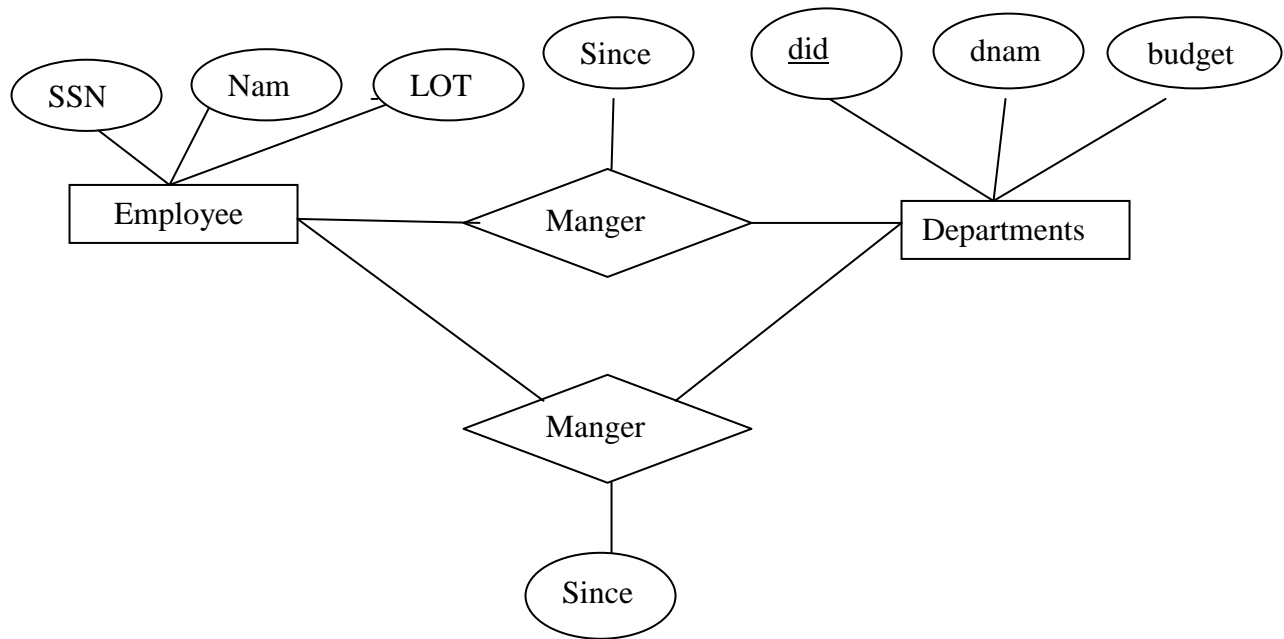 Since
did
dnam
budget
SSN
Nam
LOT
Employee
Manger
Departments
Manger
Since